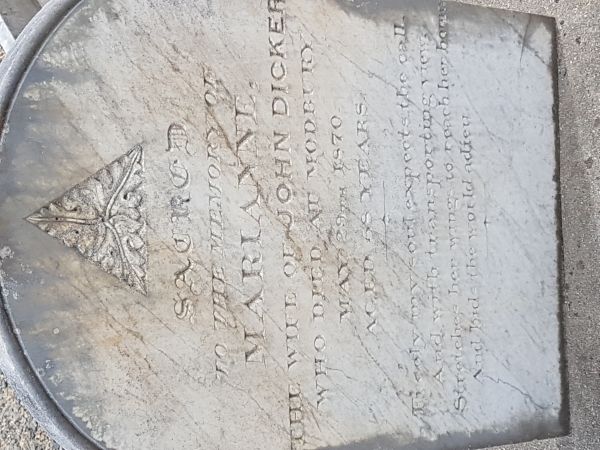 SACRED
TO THE MEMORY OF
MARIANNE,
THE WIFE OF JOHN DICKER
WHO DIED AT MODBURY
MAY 29TH 1870.
AGED 58 YEARS.
my soul expects the call
And with transporting view,
Stretches her wings to reach her home
And bids the world adieu